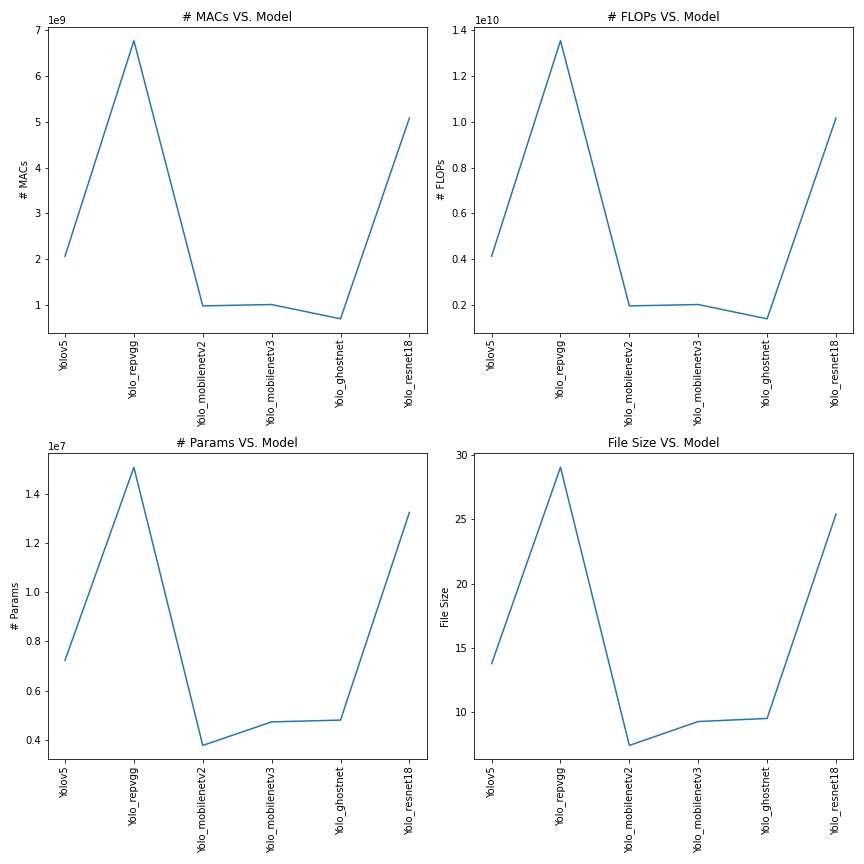 # MACs VS. Model
1e9
7
6
5
4
3
2
1
# MACs
Yolov5
Yolo_repvgg
Yolo_mobilenetv2
Yolo_mobilenetv3
Yolo_ghostnet
Yolo_resnet18
# FLOPs VS. Model
1e10
1.4
1.2
1.0
0.8
0.6
0.4
0.2
# FLOPs
Yolov5
Yolo_repvgg
Yolo_mobilenetv2
Yolo_mobilenetv3
Yolo_ghostnet
Yolo_resnet18
# Params VS. Model
1e7
1.4
1.2
1.0
0.8
0.6
0.4
# Params
Yolov5
Yolo_repvgg
Yolo_mobilenetv2
Yolo_mobilenetv3
Yolo_ghostnet
Yolo_resnet18
File Size VS. Model
30
25
20
15
10
File Size
Yolov5
Yolo_repvgg
Yolo_mobilenetv2
Yolo_mobilenetv3
Yolo_ghostnet
Yolo_resnet18